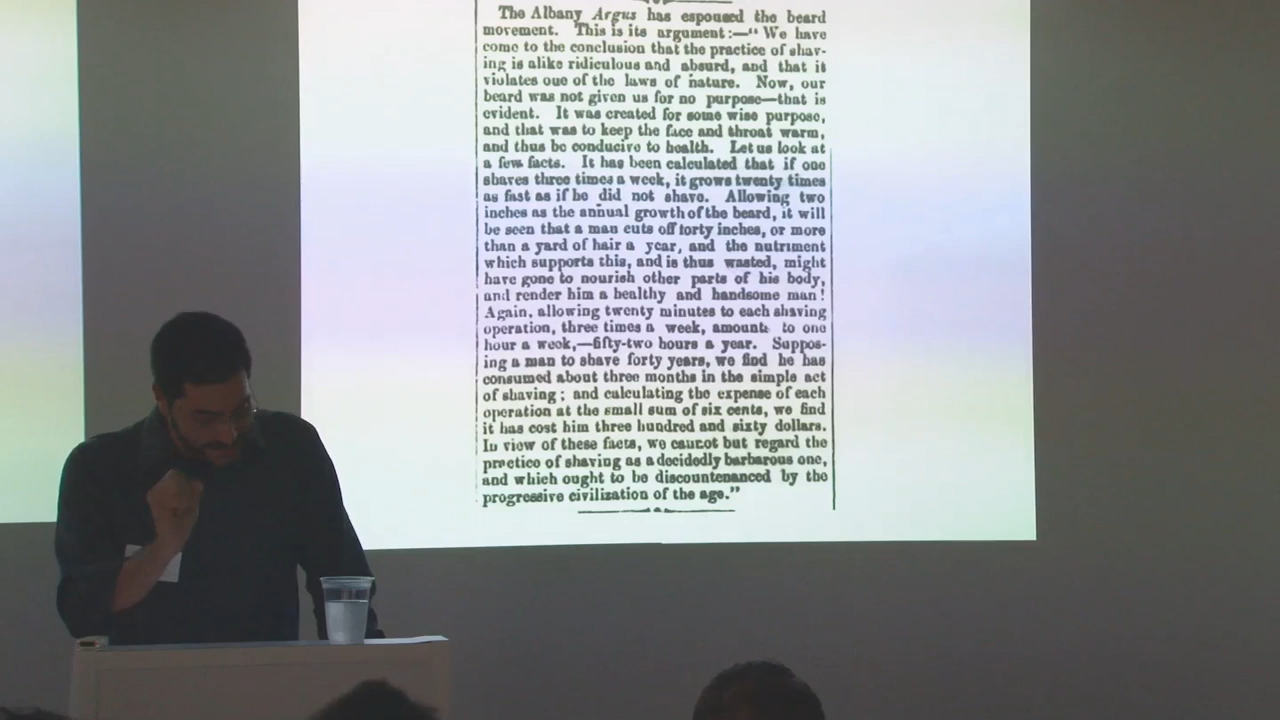 The Albany Argus has espoused the beard
movement. This is its argument:—“ We have
come to the conclusion that the practice of shav-
ing is alike ridiculous and absurd, and that it
violates one of the laws of nature. Now, our
beard was not given us for no purpose—that is
evident. It was created for some wise purpose,
and that was to keep the face and throat warm,
and thus be conducive to health. Let us look at
a few facts. It has been calculated that if one
shaves three times a week, it grows twenty times
as fast as if he did not shave. Allowing two
inches as the annual growth of the beard, it will
be seen that a man cuts off forty inches, or more
than a yard of hair a year, and the nutriment
which supports this, and is thus wasted, might
have gone to nourish other parts of his body,
and render him a healthy and handsome man!
Again, allowing twenty minutes to each shaving
operation, three times a week, amounts to one
hour a week,—fifty-two hours a year. Suppos-
ing a man to shave forty years, we find he has
consumed about three months in the simple act
of shaving; and calculating the expense of each
operation at the small sum of six cents, we find
it has cost him three hundred and sixty dollars.
In view of these facts, we cannot but regard the
practice of shaving as a decidedly barbarous one,
and which ought to be discountenanced by the
progressive civilization of the age.”